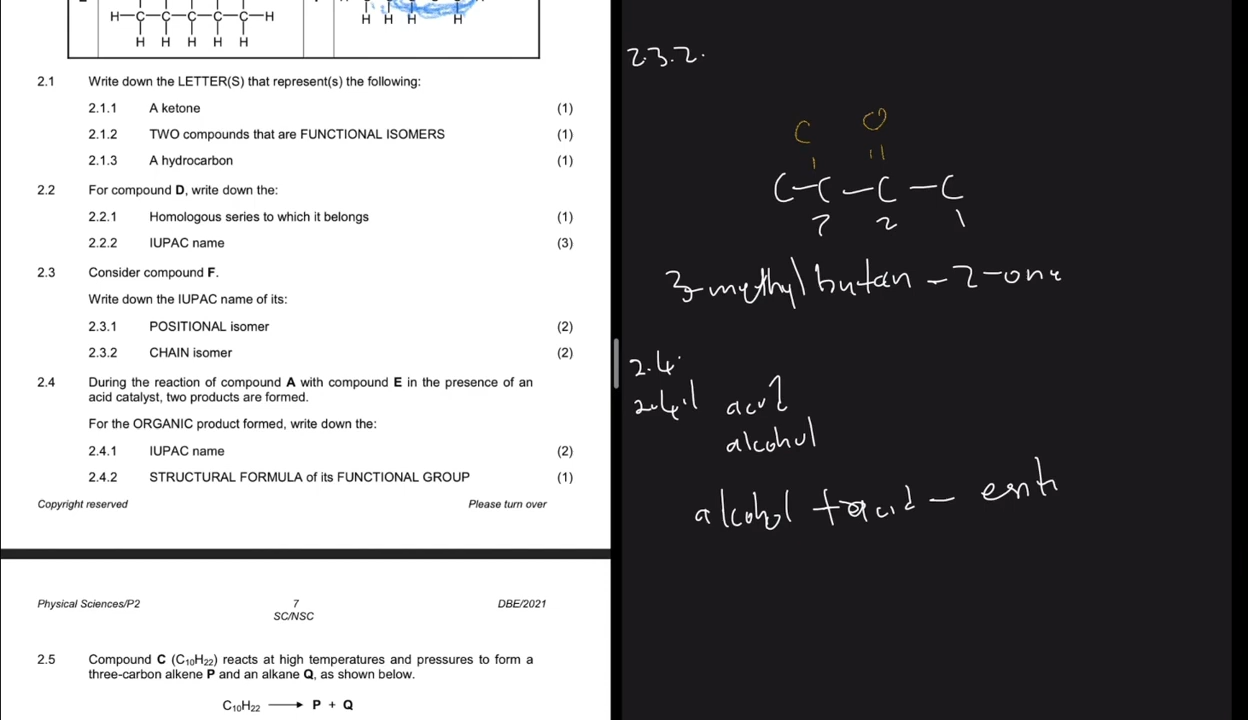 H-C-C-C-C-C-H
H H H H H
H H H H
2.1 Write down the LETTER(S) that represent(s) the following:
2.1.1 A ketone (1)
2.1.2 TWO compounds that are FUNCTIONAL ISOMERS (1)
2.1.3 A hydrocarbon (1)
2.2 For compound D, write down the:
2.2.1 Homologous series to which it belongs (1)
2.2.2 IUPAC name (3)
2.3 Consider compound F.
Write down the IUPAC name of its:
2.3.1 POSITIONAL isomer (2)
2.3.2 CHAIN isomer (2)
2.4 During the reaction of compound A with compound E in the presence of an
acid catalyst, two products are formed.
For the ORGANIC product formed, write down the:
2.4.1 IUPAC name (2)
2.4.2 STRUCTURAL FORMULA of its FUNCTIONAL GROUP (1)
Copyright reserved Please turn over
Physical Sciences/P2 7 DBE/2021
SC/NSC
2.5 Compound C (C₁₀H₂₂) reacts at high temperatures and pressures to form a
three-carbon alkene P and an alkane Q, as shown below.
C₁₀H₂₂ ⟶ P + Q
2.3.2.
C O
C-C-C-C
2 1
3-methylbutan-2-one
2.4.
2.4.1 acid
alcohol
alcohol + acid -